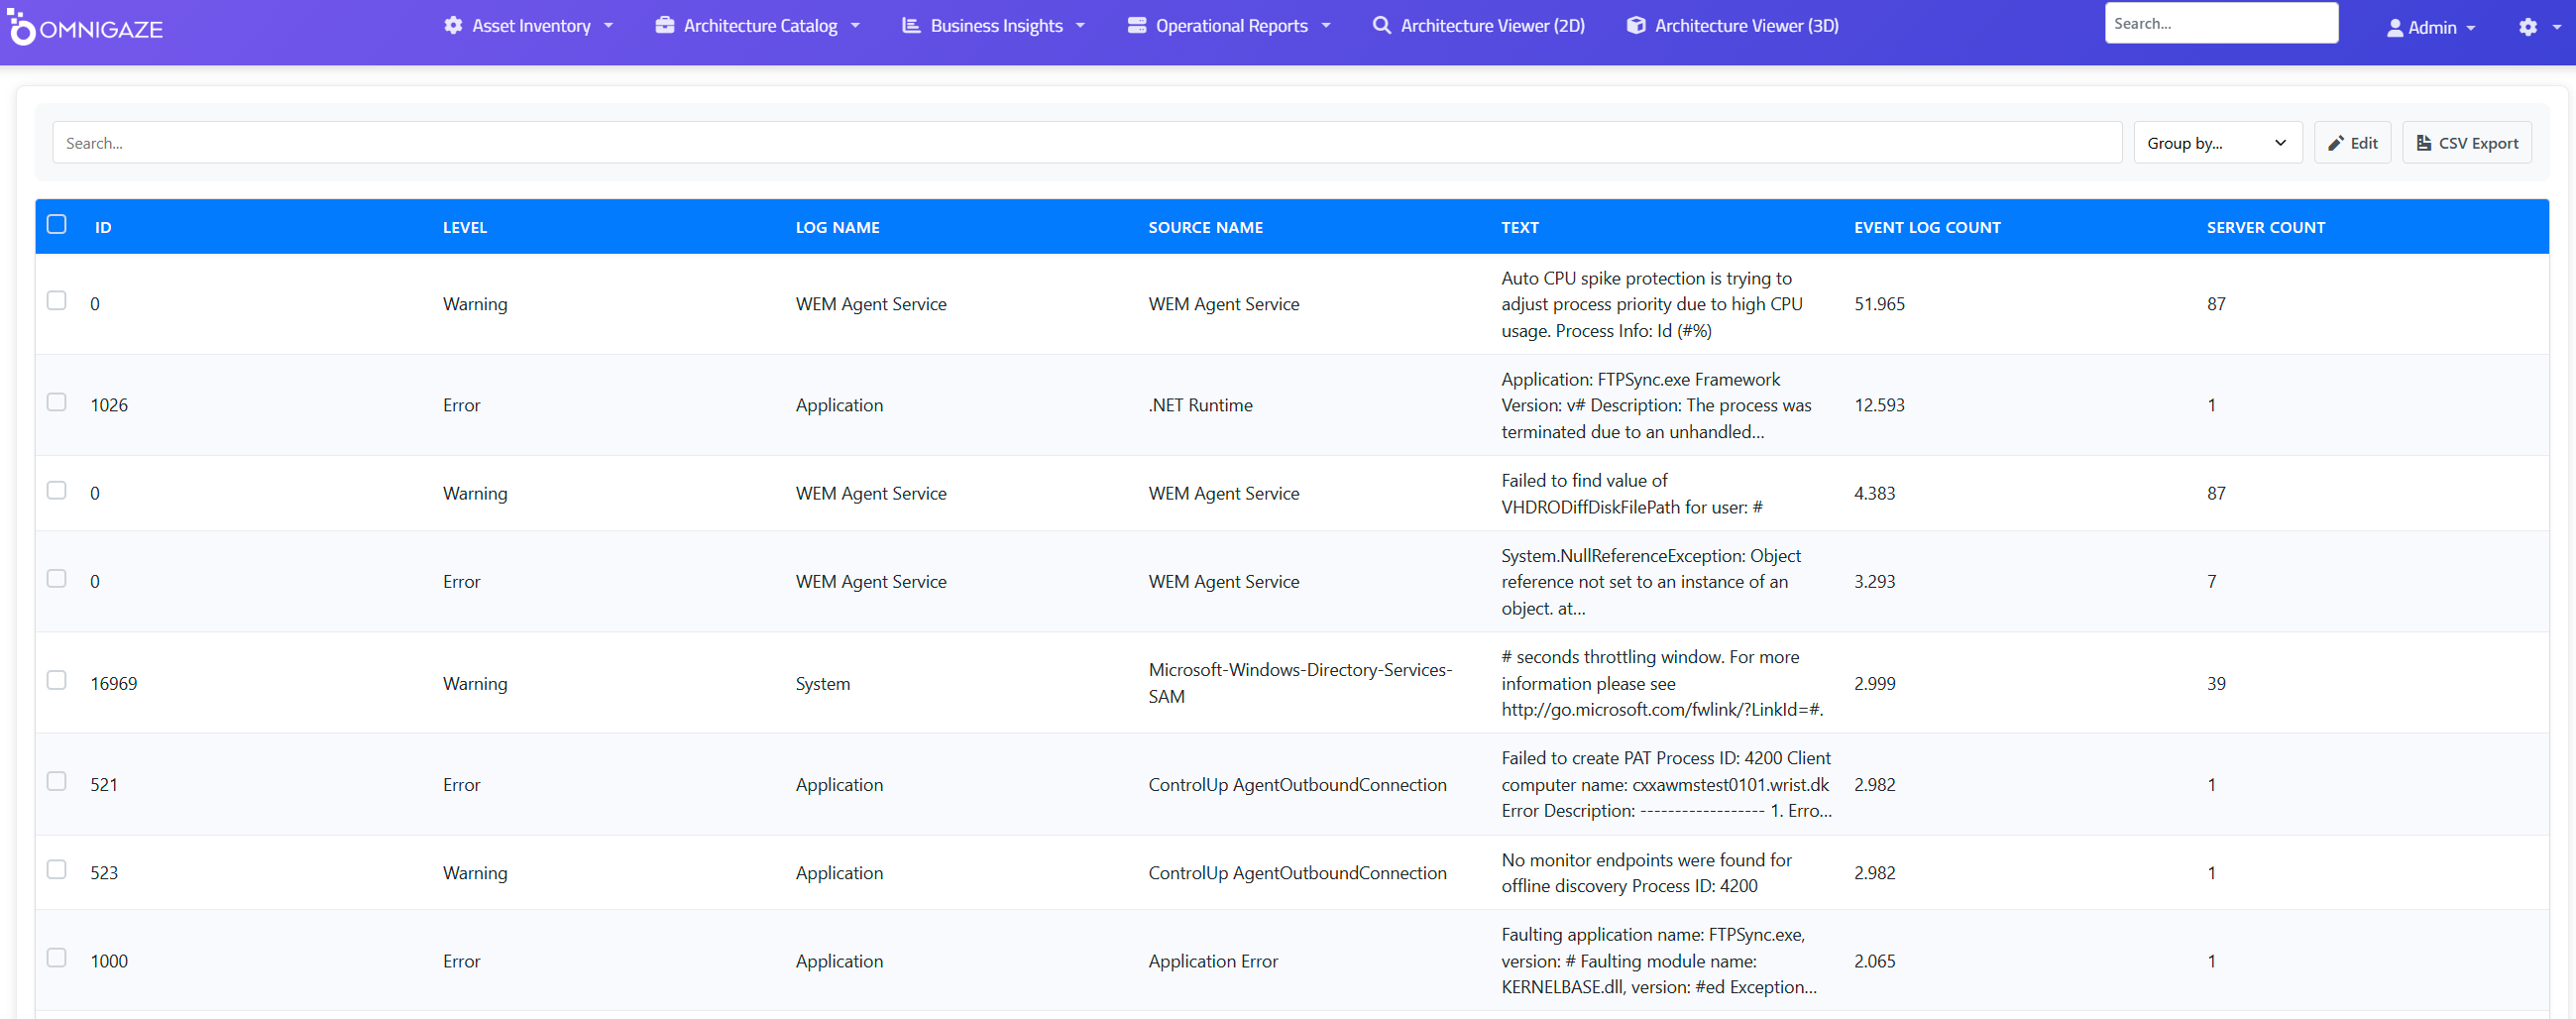 OMNIGAZE
Asset Inventory
Architecture Catalog
Business Insights
Operational Reports
Architecture Viewer (2D)
Architecture Viewer (3D)
Search...
Admin
Search...
Group by...
Edit
CSV Export
ID LEVEL LOG NAME SOURCE NAME TEXT EVENT LOG COUNT SERVER COUNT
0 Warning WEM Agent Service WEM Agent Service
Auto CPU spike protection is trying to
adjust process priority due to high CPU
usage. Process Info: Id (#%)
51.965 87
1026 Error Application .NET Runtime
Application: FTPSync.exe Framework
Version: v# Description: The process was
terminated due to an unhandled...
12.593 1
0 Warning WEM Agent Service WEM Agent Service
Failed to find value of
VHDRODiffDiskFilePath for user: #
4.383 87
0 Error WEM Agent Service WEM Agent Service
System.NullReferenceException: Object
reference not set to an instance of an
object. at...
3.293 7
16969 Warning System
Microsoft-Windows-Directory-Services-
SAM
# seconds throttling window. For more
information please see
http://go.microsoft.com/fwlink/?LinkId=#.
2.999 39
521 Error Application ControlUp AgentOutboundConnection
Failed to create PAT Process ID: 4200 Client
computer name: cxxawmstest0101.wrist.dk
Error Description: ------------------ 1. Erro...
2.982 1
523 Warning Application ControlUp AgentOutboundConnection
No monitor endpoints were found for
offline discovery Process ID: 4200
2.982 1
1000 Error Application Application Error
Faulting application name: FTPSync.exe,
version: # Faulting module name:
KERNELBASE.dll, version: #ed Exception...
2.065 1